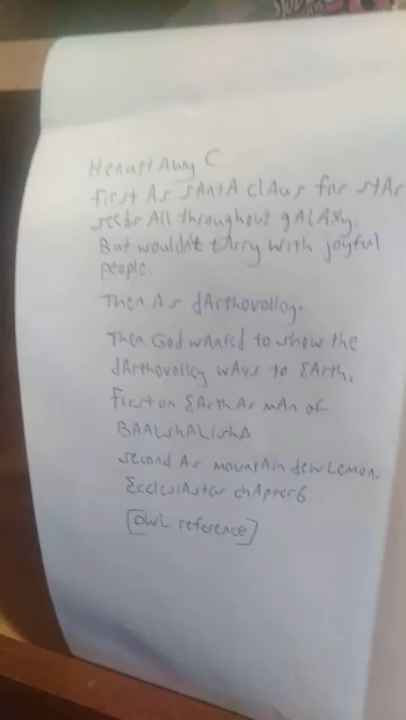 first As sAntA clAus for stAr
seeds All throughout gALAXy.
But wouldn't tArry with joyful
people.
Then As dArthovolley.
Then God wAnted to show the
dArthovolley wAys to EArth.
first on EArth As mAn of
BAALshALishA
second As mountAin dew Lemon.
EcclesiAstes chApter 6
[owL reference]